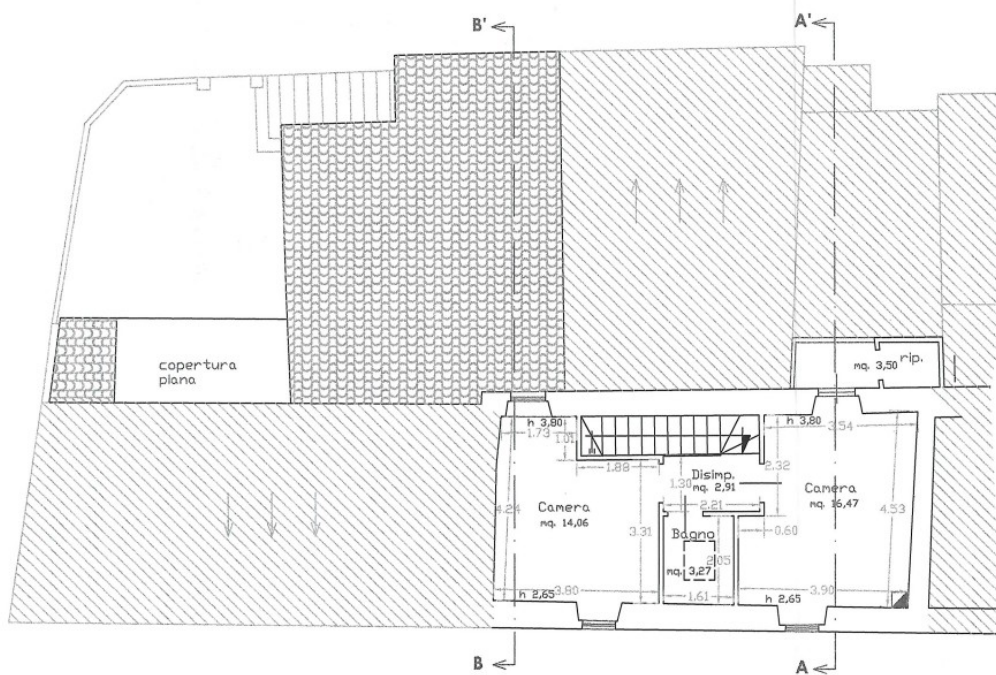 B'
A'
copertura
piana
rip.
mq. 3,50
h 3,80
1.73
1.01
1.88
h 3,80
3.54
2.32
Disimp.
mq. 2,91
1.30
2.21
Camera
mq. 14,06
4.24
3.31
Camera
mq. 16,47
4.53
0.60
Bagno
mq. 3,27
2.05
3.80
h 2,65
1.61
3.90
h 2,65
B
A